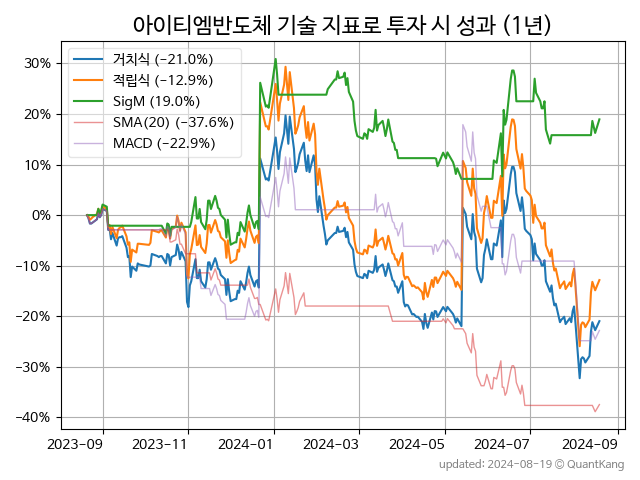 아이티엠반도체 기술 지표로 투자 시 성과 (1년)
거치식 (−21.0%)
적립식 (−12.9%)
SigM (19.0%)
SMA(20) (−37.6%)
MACD (−22.9%)
30%
20%
10%
0%
−10%
−20%
−30%
−40%
2023-09 2023-11 2024-01 2024-03 2024-05 2024-07 2024-09
updated: 2024-08-19 © QuantKang